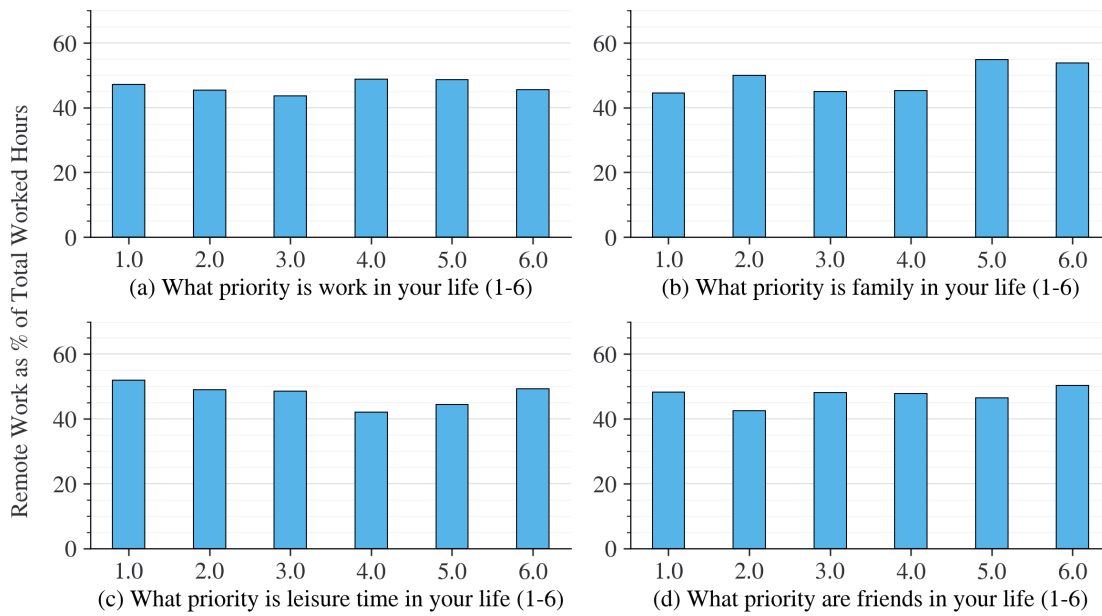 Remote Work as % of Total Worked Hours
60
40
20
0
1.0 2.0 3.0 4.0 5.0 6.0
(a) What priority is work in your life (1-6)
60
40
20
0
1.0 2.0 3.0 4.0 5.0 6.0
(b) What priority is family in your life (1-6)
60
40
20
0
1.0 2.0 3.0 4.0 5.0 6.0
(c) What priority is leisure time in your life (1-6)
60
40
20
0
1.0 2.0 3.0 4.0 5.0 6.0
(d) What priority are friends in your life (1-6)